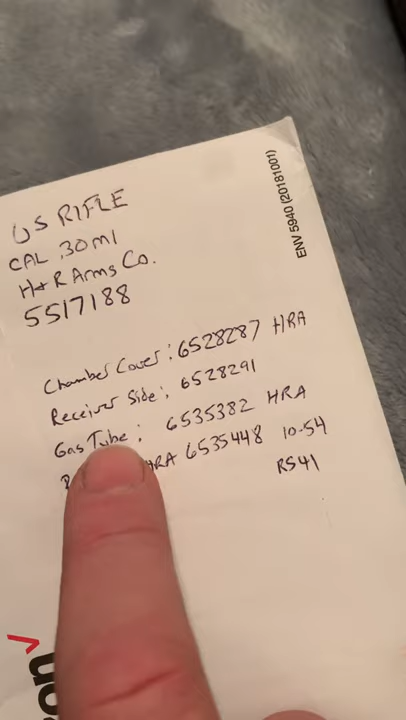 US RIFLE
CAL .30 M1
H+R Arms Co.
5517188
Chamber Cover: 6528287 HRA
Receiver Side: 6528291
Gas Tube: 6535382 HRA
HRA 6535448 10-54
RS41
ENV 5940 (20181001)